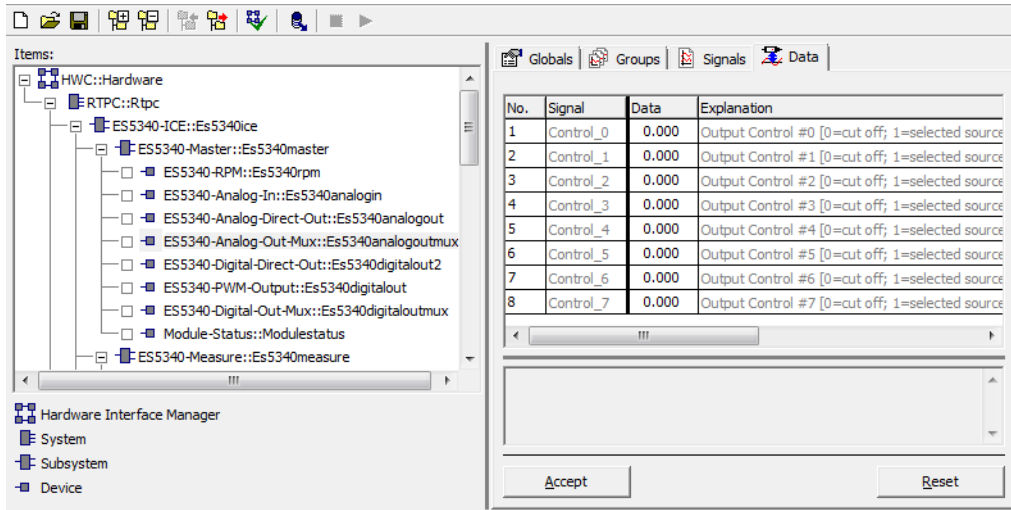 Items:
HWC::Hardware
RTPC::Rtpc
ES5340-ICE::Es5340ice
ES5340-Master::Es5340master
ES5340-RPM::Es5340rpm
ES5340-Analog-In::Es5340analogin
ES5340-Analog-Direct-Out::Es5340analogout
ES5340-Analog-Out-Mux::Es5340analogoutmux
ES5340-Digital-Direct-Out::Es5340digitalout2
ES5340-PWM-Output::Es5340digitalout
ES5340-Digital-Out-Mux::Es5340digitaloutmux
Module-Status::Modulestatus
ES5340-Measure::Es5340measure
Hardware Interface Manager
System
Subsystem
Device
Globals Groups Signals Data
No. Signal Data Explanation
1 Control_0 0.000 Output Control #0 [0=cut off; 1=selected source
2 Control_1 0.000 Output Control #1 [0=cut off; 1=selected source
3 Control_2 0.000 Output Control #2 [0=cut off; 1=selected source
4 Control_3 0.000 Output Control #3 [0=cut off; 1=selected source
5 Control_4 0.000 Output Control #4 [0=cut off; 1=selected source
6 Control_5 0.000 Output Control #5 [0=cut off; 1=selected source
7 Control_6 0.000 Output Control #6 [0=cut off; 1=selected source
8 Control_7 0.000 Output Control #7 [0=cut off; 1=selected source
Accept Reset